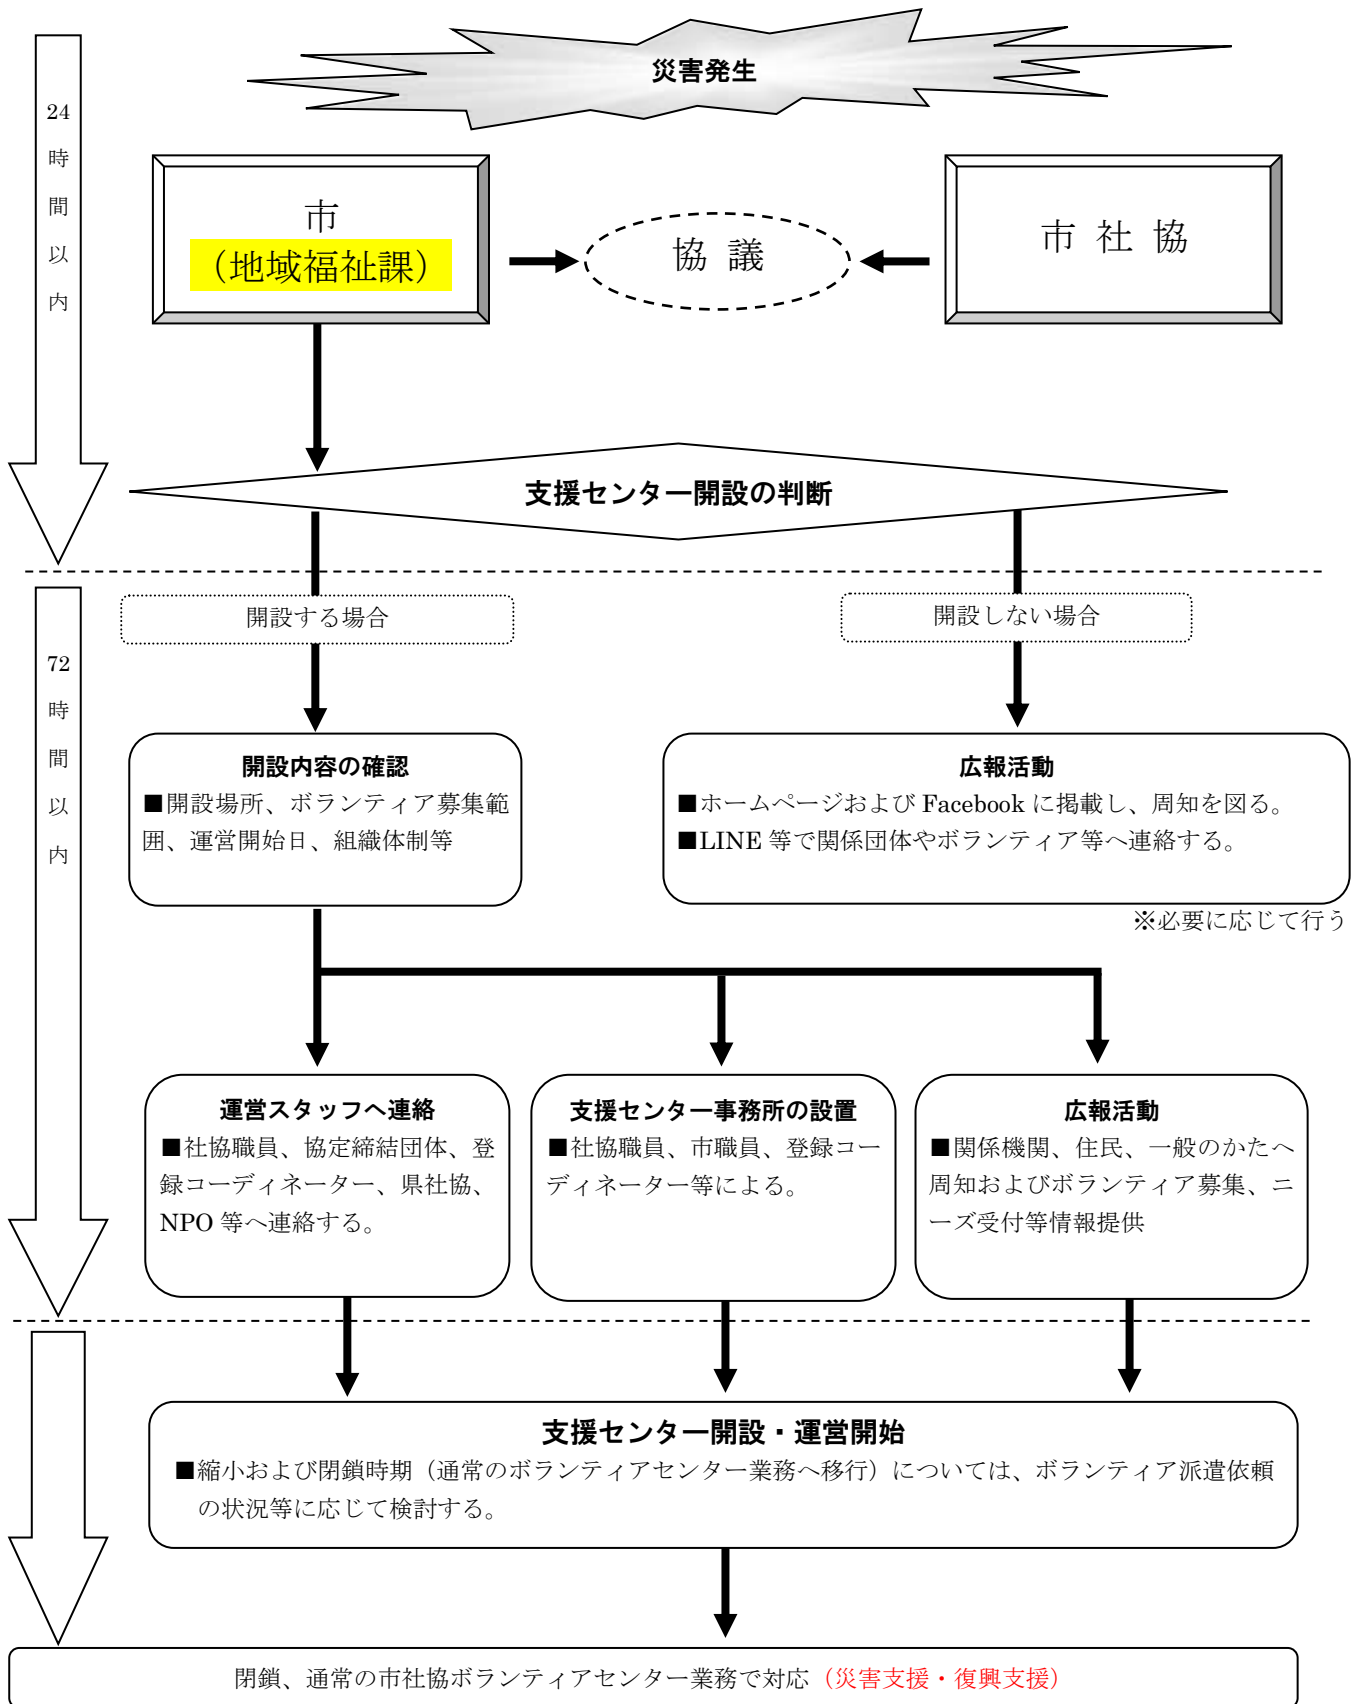 災害発生
24時間以内
市
（地域福祉課）
協 議
市 社 協
支援センター開設の判断
72時間以内
開設する場合
開設しない場合
開設内容の確認
■開設場所、ボランティア募集範
囲、運営開始日、組織体制等
広報活動
■ホームページおよび Facebook に掲載し、周知を図る。
■LINE 等で関係団体やボランティア等へ連絡する。
※必要に応じて行う
運営スタッフへ連絡
■社協職員、協定締結団体、登
録コーディネーター、県社協、
NPO 等へ連絡する。
支援センター事務所の設置
■社協職員、市職員、登録コー
ディネーター等による。
広報活動
■関係機関、住民、一般のかたへ
周知およびボランティア募集、ニ
ーズ受付等情報提供
支援センター開設・運営開始
■縮小および閉鎖時期（通常のボランティアセンター業務へ移行）については、ボランティア派遣依頼
の状況等に応じて検討する。
閉鎖、通常の市社協ボランティアセンター業務で対応（災害支援・復興支援）